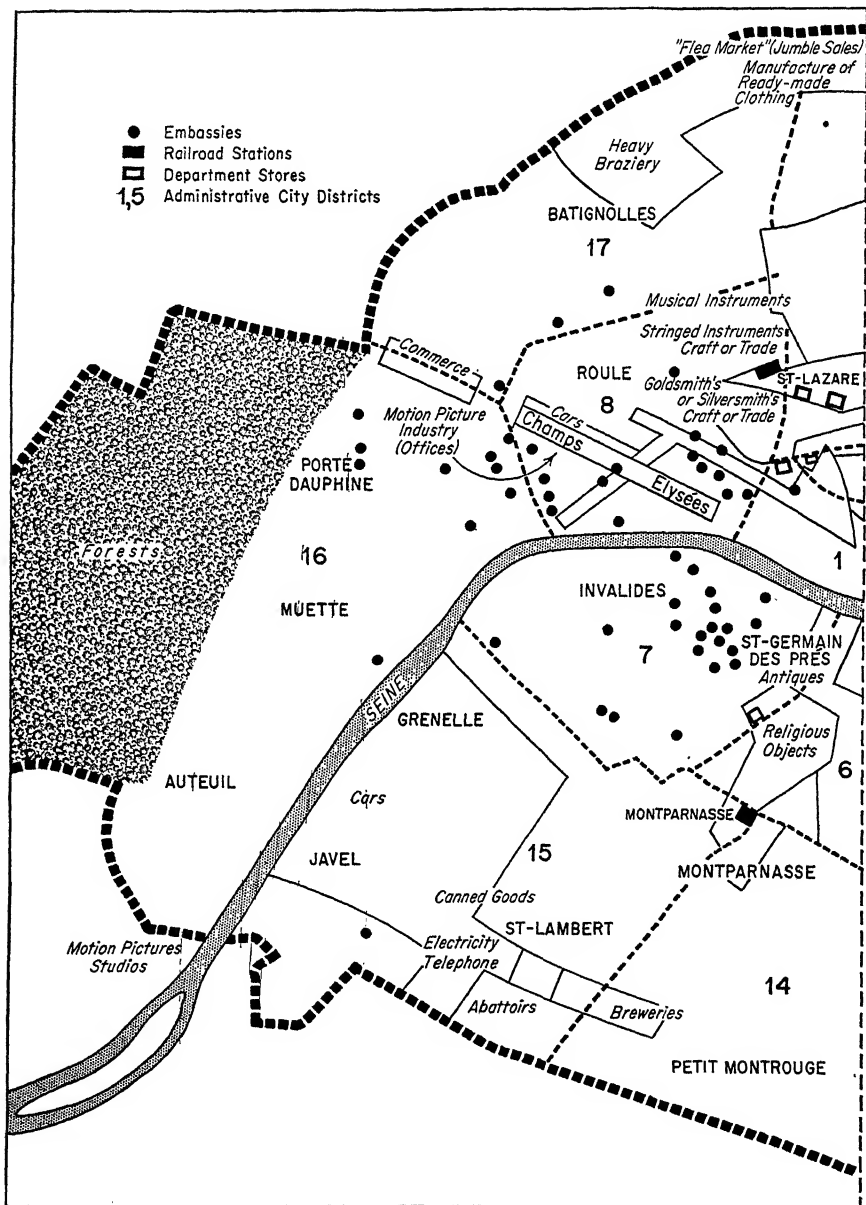 "Flea Market" (Jumble Sales)
Manufacture of
Ready-made
Clothing
Embassies
Railroad Stations
Department Stores
1,5 Administrative City Districts
Heavy
Braziery
BATIGNOLLES
17
Musical Instruments
Stringed Instruments
Craft or Trade
Commerce
ROULE
ST-LAZARE
Goldsmith's
or Silversmith's
Craft or Trade
8
Cars
Motion Picture
Industry
(Offices)
Champs
Elysées
PORTE
DAUPHINE
Forests
16
1
MUETTE
INVALIDES
7
ST-GERMAIN
DES PRÉS
Antiques
SEINE
GRENELLE
Religious
Objects
6
AUTEUIL
Cars
MONTPARNASSE
JAVEL
15
MONTPARNASSE
Canned Goods
ST-LAMBERT
Motion Pictures
Studios
Electricity
Telephone
14
Abattoirs
Breweries
PETIT MONTROUGE